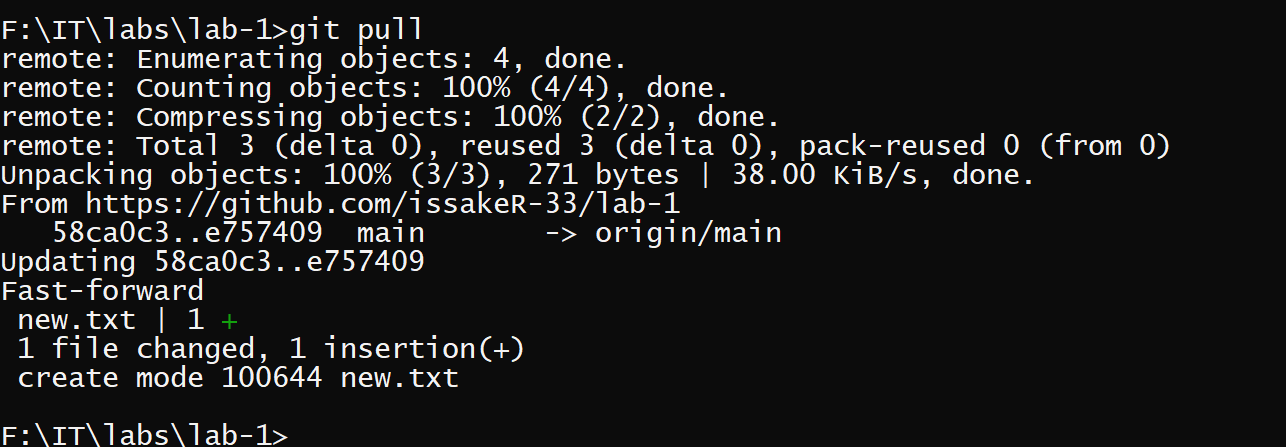 F:\IT\labs\lab-1>git pull
remote: Enumerating objects: 4, done.
remote: Counting objects: 100% (4/4), done.
remote: Compressing objects: 100% (2/2), done.
remote: Total 3 (delta 0), reused 3 (delta 0), pack-reused 0 (from 0)
Unpacking objects: 100% (3/3), 271 bytes | 38.00 KiB/s, done.
From https://github.com/issakeR-33/lab-1
   58ca0c3..e757409  main       -> origin/main
Updating 58ca0c3..e757409
Fast-forward
 new.txt | 1 +
 1 file changed, 1 insertion(+)
 create mode 100644 new.txt
F:\IT\labs\lab-1>